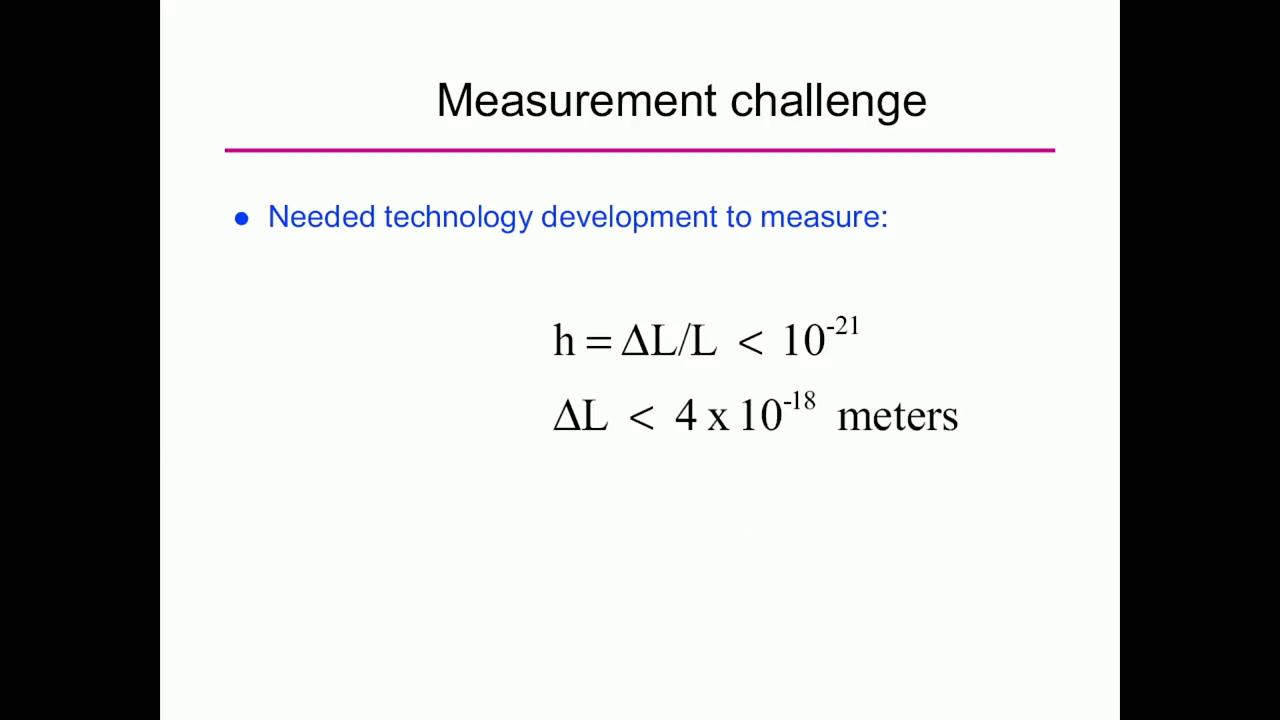 Measurement challenge
● Needed technology development to measure:
h = ΔL/L < 10⁻²¹
ΔL < 4 x 10⁻¹⁸ meters